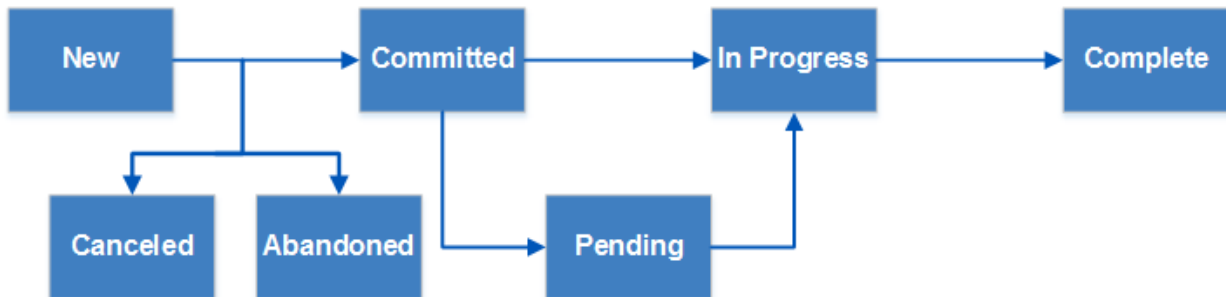 New
Committed
In Progress
Complete
Canceled
Abandoned
Pending